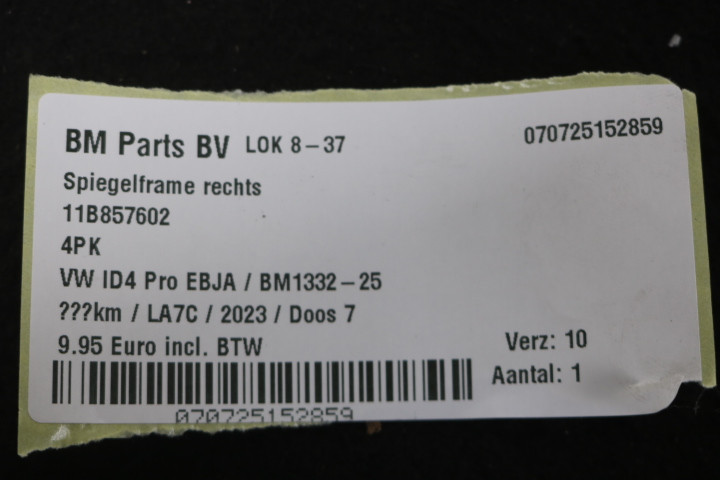 BM Parts BV LOK 8-37 070725152859
Spiegelframe rechts
11B857602
4PK
VW ID4 Pro EBJA / BM1332-25
???km / LA7C / 2023 / Doos 7
9.95 Euro incl. BTW Verz: 10
Aantal: 1
070725152859